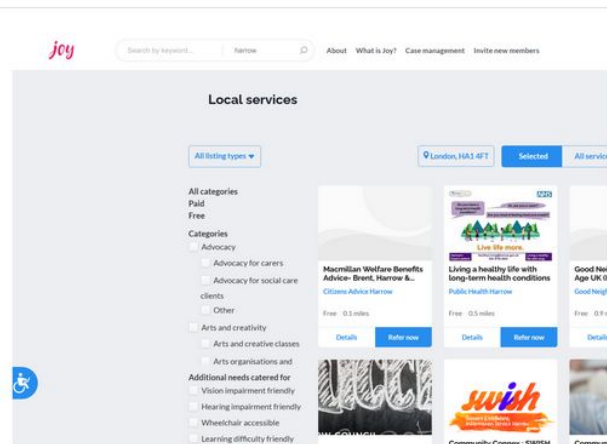 joy
Search by keyword...
harrow
About What is Joy? Case management Invite new members
Local services
All listing types
London, HA1 4FT
Selected
All service
All categories
Paid
Free
Categories
Advocacy
Advocacy for carers
Advocacy for social care
clients
Other
Arts and creativity
Arts and creative classes
Arts organisations and
Additional needs catered for
Vision impairment friendly
Hearing impairment friendly
Wheelchair accessible
Learning difficulty friendly
Macmillan Welfare Benefits
Advice- Brent, Harrow &...
Citizens Advice Harrow
Free 0.1 miles
Details Refer now
NHS
Live life more.
Living a healthy life with
long-term health conditions
Public Health Harrow
Free 0.5 miles
Details Refer now
Good Nei
Age UK (
Good Neigh
Free 0.9 m
Details
swish
Community Connex : SWISH
Commun